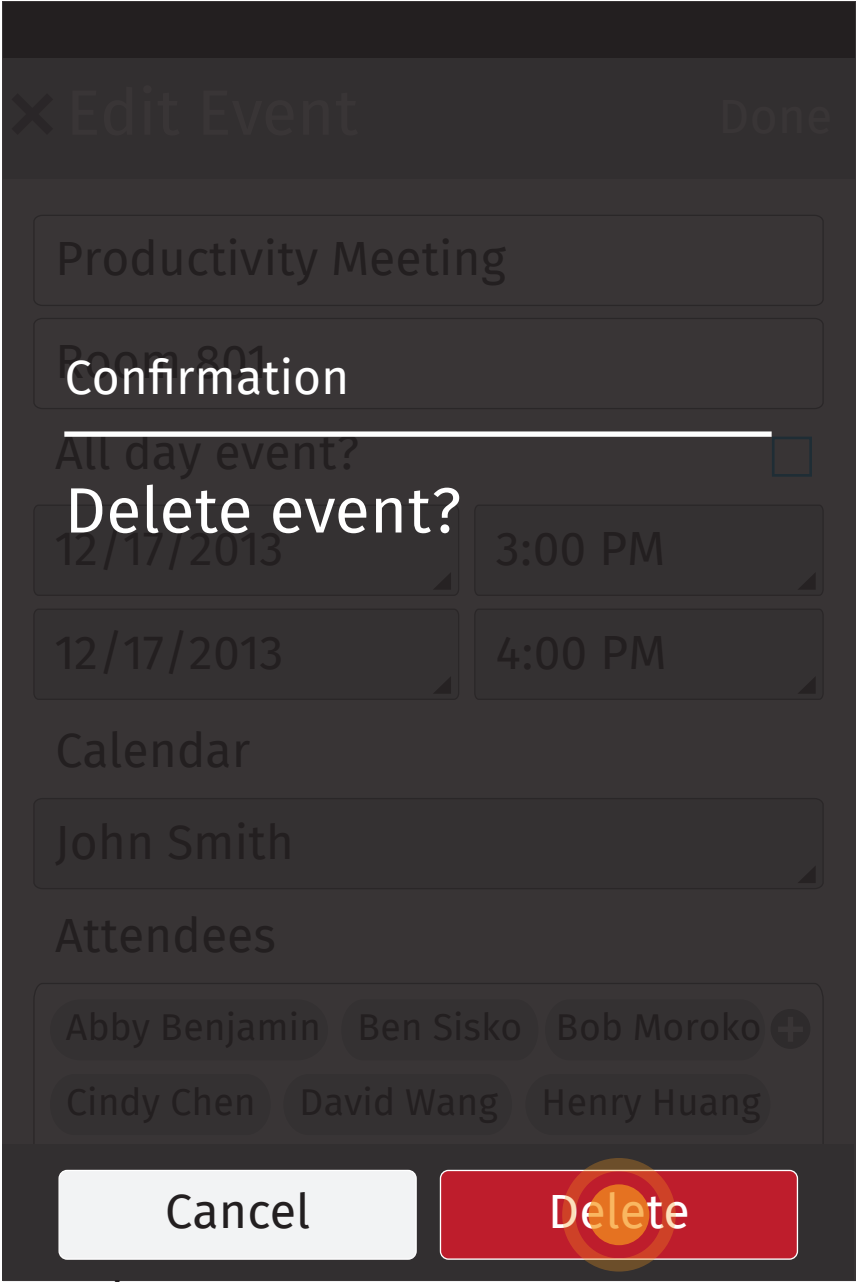 Edit Event Done
Productivity Meeting
Room 801
Confirmation
All day event?
Delete event?
12/17/2013 3:00 PM
12/17/2013 4:00 PM
Calendar
John Smith
Attendees
Abby Benjamin Ben Sisko Bob Moroko
Cindy Chen David Wang Henry Huang
Cancel Delete